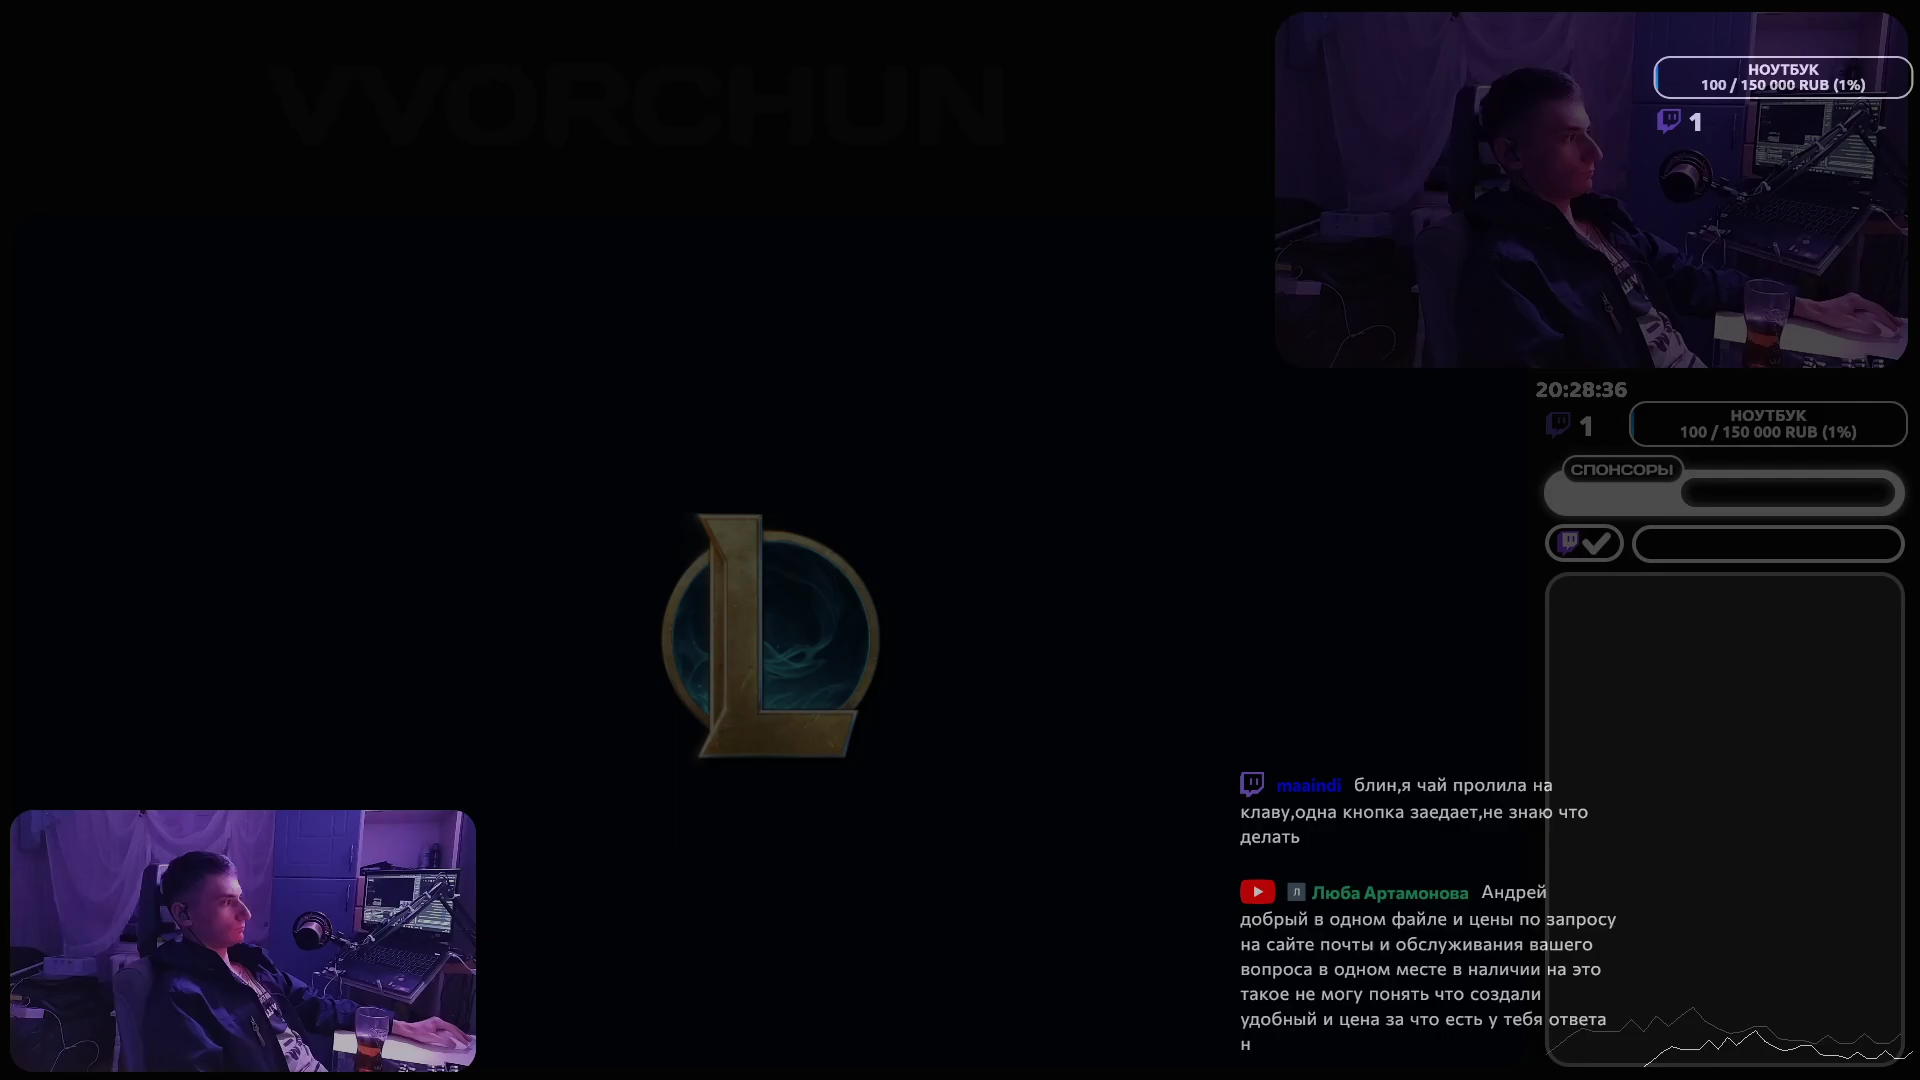 WORCHUN
НОУТБУК
100 / 150 000 RUB (1%)
1
20:28:36
1
НОУТБУК
100 / 150 000 RUB (1%)
СПОНСОРЫ
maaindi блин,я чай пролила на
клаву,одна кнопка заедает,не знаю что
делать
л Люба Артамонова Андрей
добрый в одном файле и цены по запросу
на сайте почты и обслуживания вашего
вопроса в одном месте в наличии на это
такое не могу понять что создали
удобный и цена за что есть у тебя ответа
н